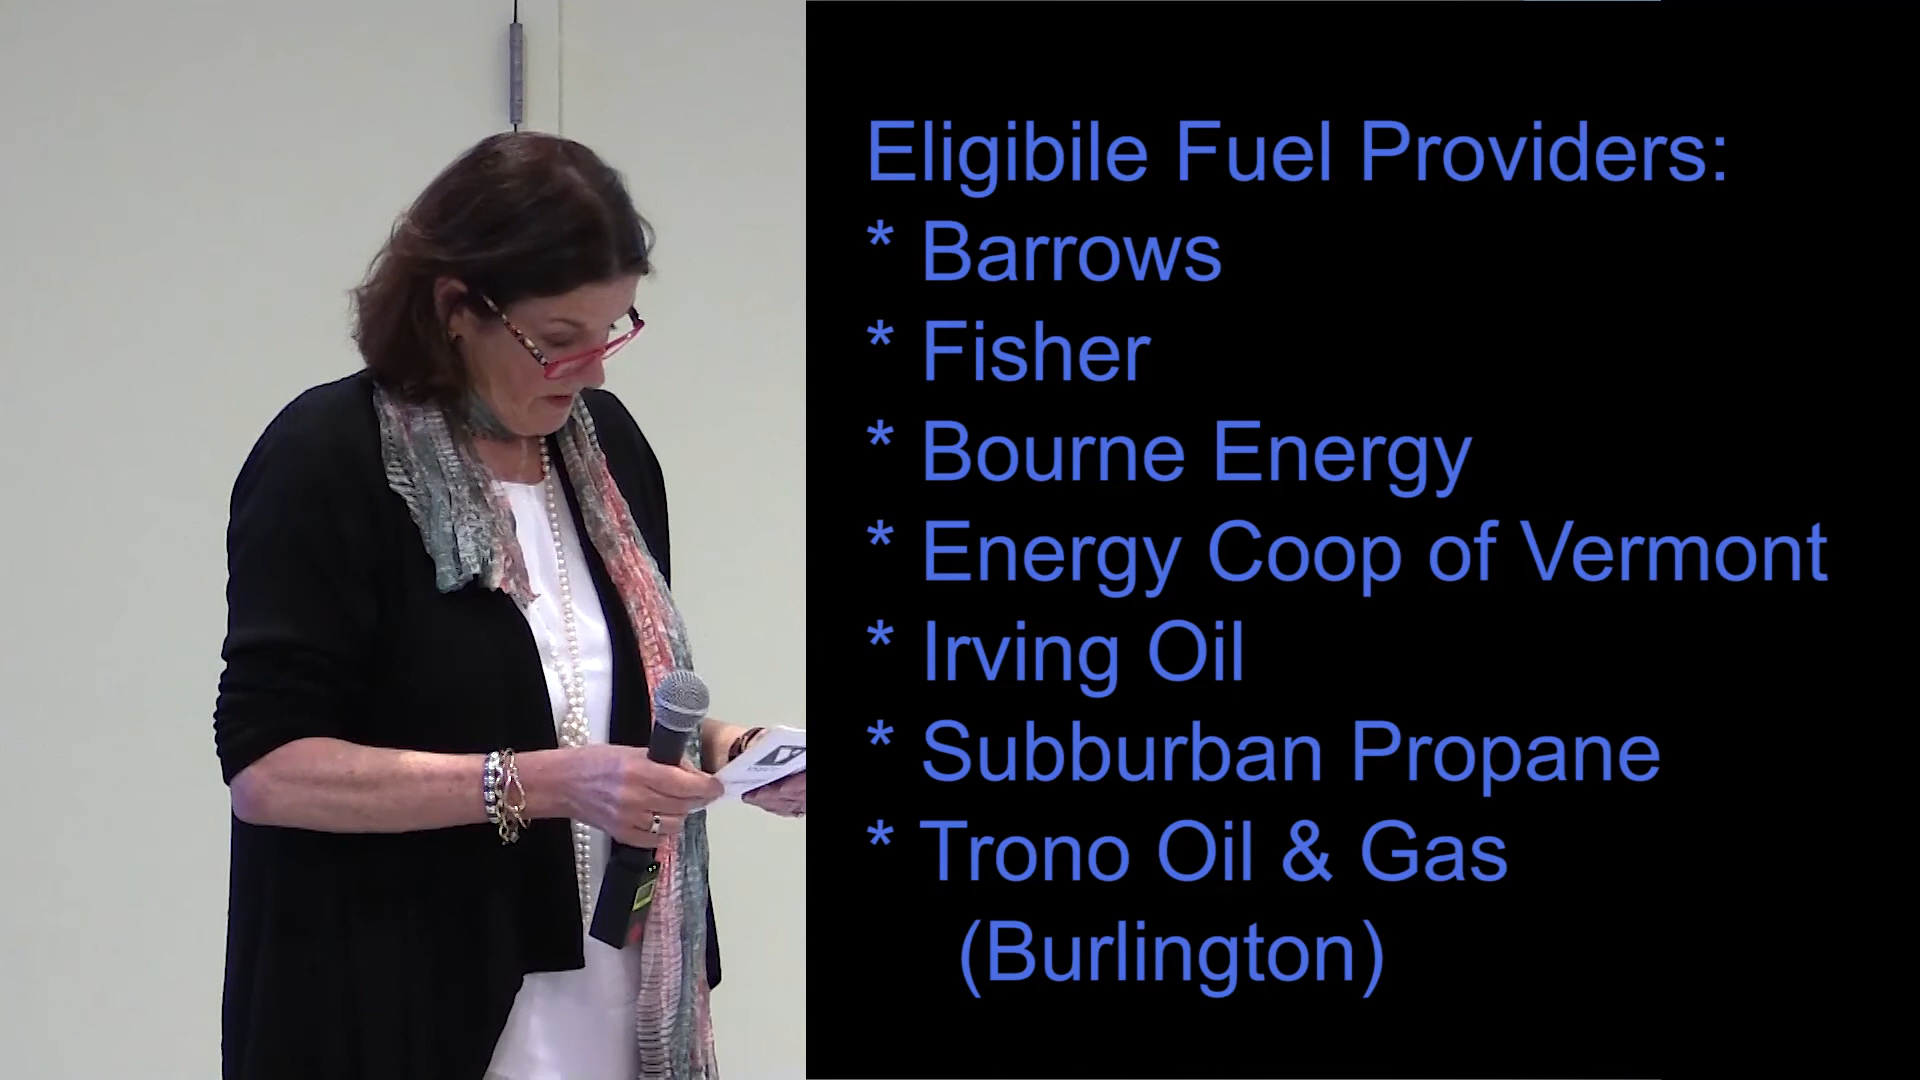 Eligibile Fuel Providers:
* Barrows
* Fisher
* Bourne Energy
* Energy Coop of Vermont
* Irving Oil
* Subburban Propane
* Trono Oil & Gas
(Burlington)